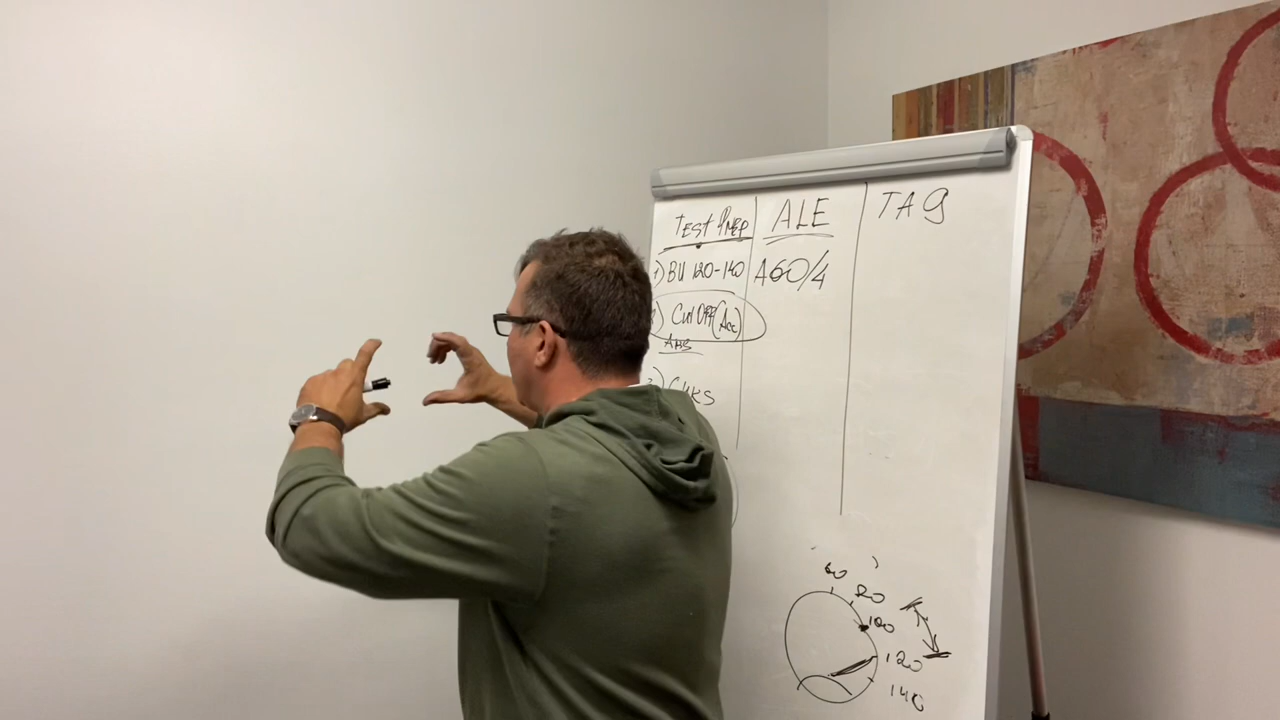 TEST PREP
1) BU 120-140
CUT OFF (Acc)
3) CHKS
ALE
A60/4
TAG
60
80
100
120
140